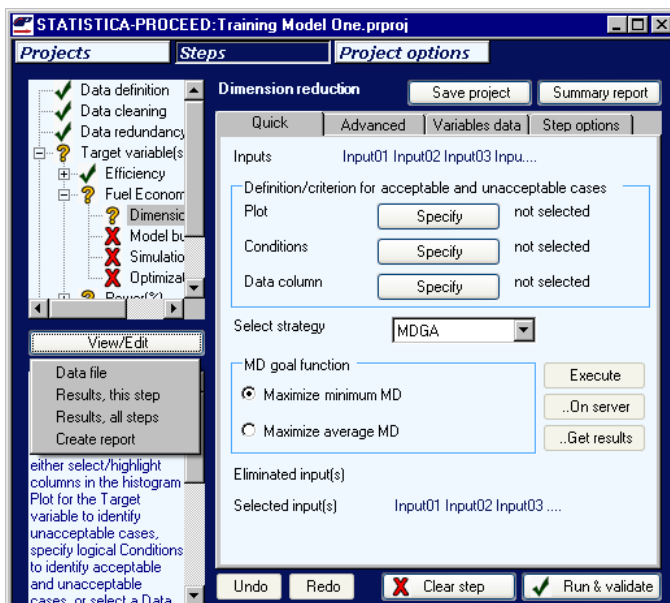 STATISTICA-PROCEED:Training Model One.prproj
Projects
Steps
Project options
Data definition
Data cleaning
Data redundancy
Target variable(s
Efficiency
Fuel Econom
Dimensio
Model bu
Simulatio
Optimizat
Power(%)
View/Edit
Data file
Results, this step
Results, all steps
Create report
either select/highlight
columns in the histogram
Plot for the Target
variable to identify
unacceptable cases,
specify logical Conditions
to identify acceptable
and unacceptable
cases, or select a Data
Dimension reduction
Save project
Summary report
Quick
Advanced
Variables data
Step options
Inputs Input01 Input02 Input03 Inpu....
Definition/criterion for acceptable and unacceptable cases
Plot Specify not selected
Conditions Specify not selected
Data column Specify not selected
Select strategy MDGA
MD goal function
Maximize minimum MD
Maximize average MD
Execute
..On server
..Get results
Eliminated input(s)
Selected input(s) Input01 Input02 Input03 ....
Undo
Redo
Clear step
Run & validate